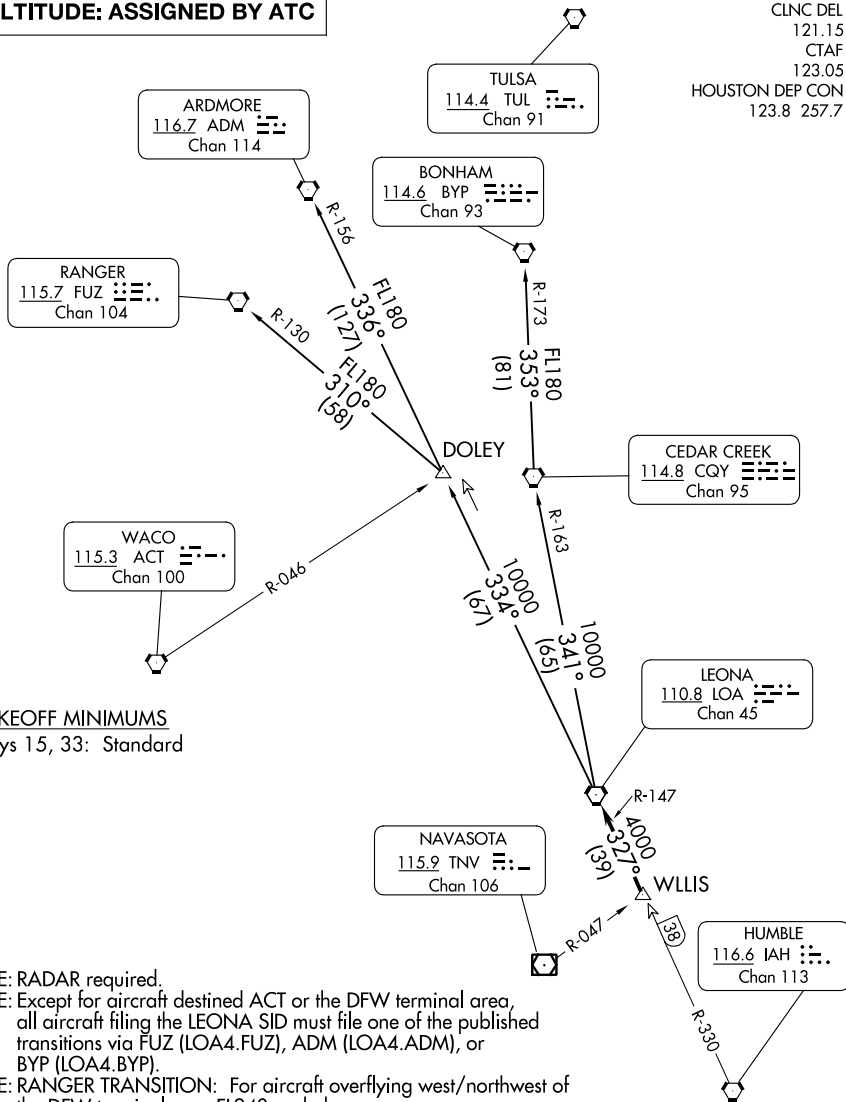 LTITUDE: ASSIGNED BY ATC
CLNC DEL
121.15
CTAF
123.05
HOUSTON DEP CON
123.8 257.7
TULSA
114.4 TUL
Chan 91
ARDMORE
116.7 ADM
Chan 114
BONHAM
114.6 BYP
Chan 93
RANGER
115.7 FUZ
Chan 104
R-156
R-130
R-173
FL180
336°
(127)
FL180
310°
(58)
FL180
353°
(81)
DOLEY
CEDAR CREEK
114.8 CQY
Chan 95
WACO
115.3 ACT
Chan 100
R-046
R-163
10000
334°
(67)
10000
341°
(65)
LEONA
110.8 LOA
Chan 45
KEOFF MINIMUMS
ys 15, 33: Standard
R-147
4000
327°
(39)
NAVASOTA
115.9 TNV
Chan 106
WLLIS
R-047
38
HUMBLE
116.6 IAH
Chan 113
R-330
E: RADAR required.
E: Except for aircraft destined ACT or the DFW terminal area,
all aircraft filing the LEONA SID must file one of the published
transitions via FUZ (LOA4.FUZ), ADM (LOA4.ADM), or
BYP (LOA4.BYP).
E: RANGER TRANSITION: For aircraft overflying west/northwest of